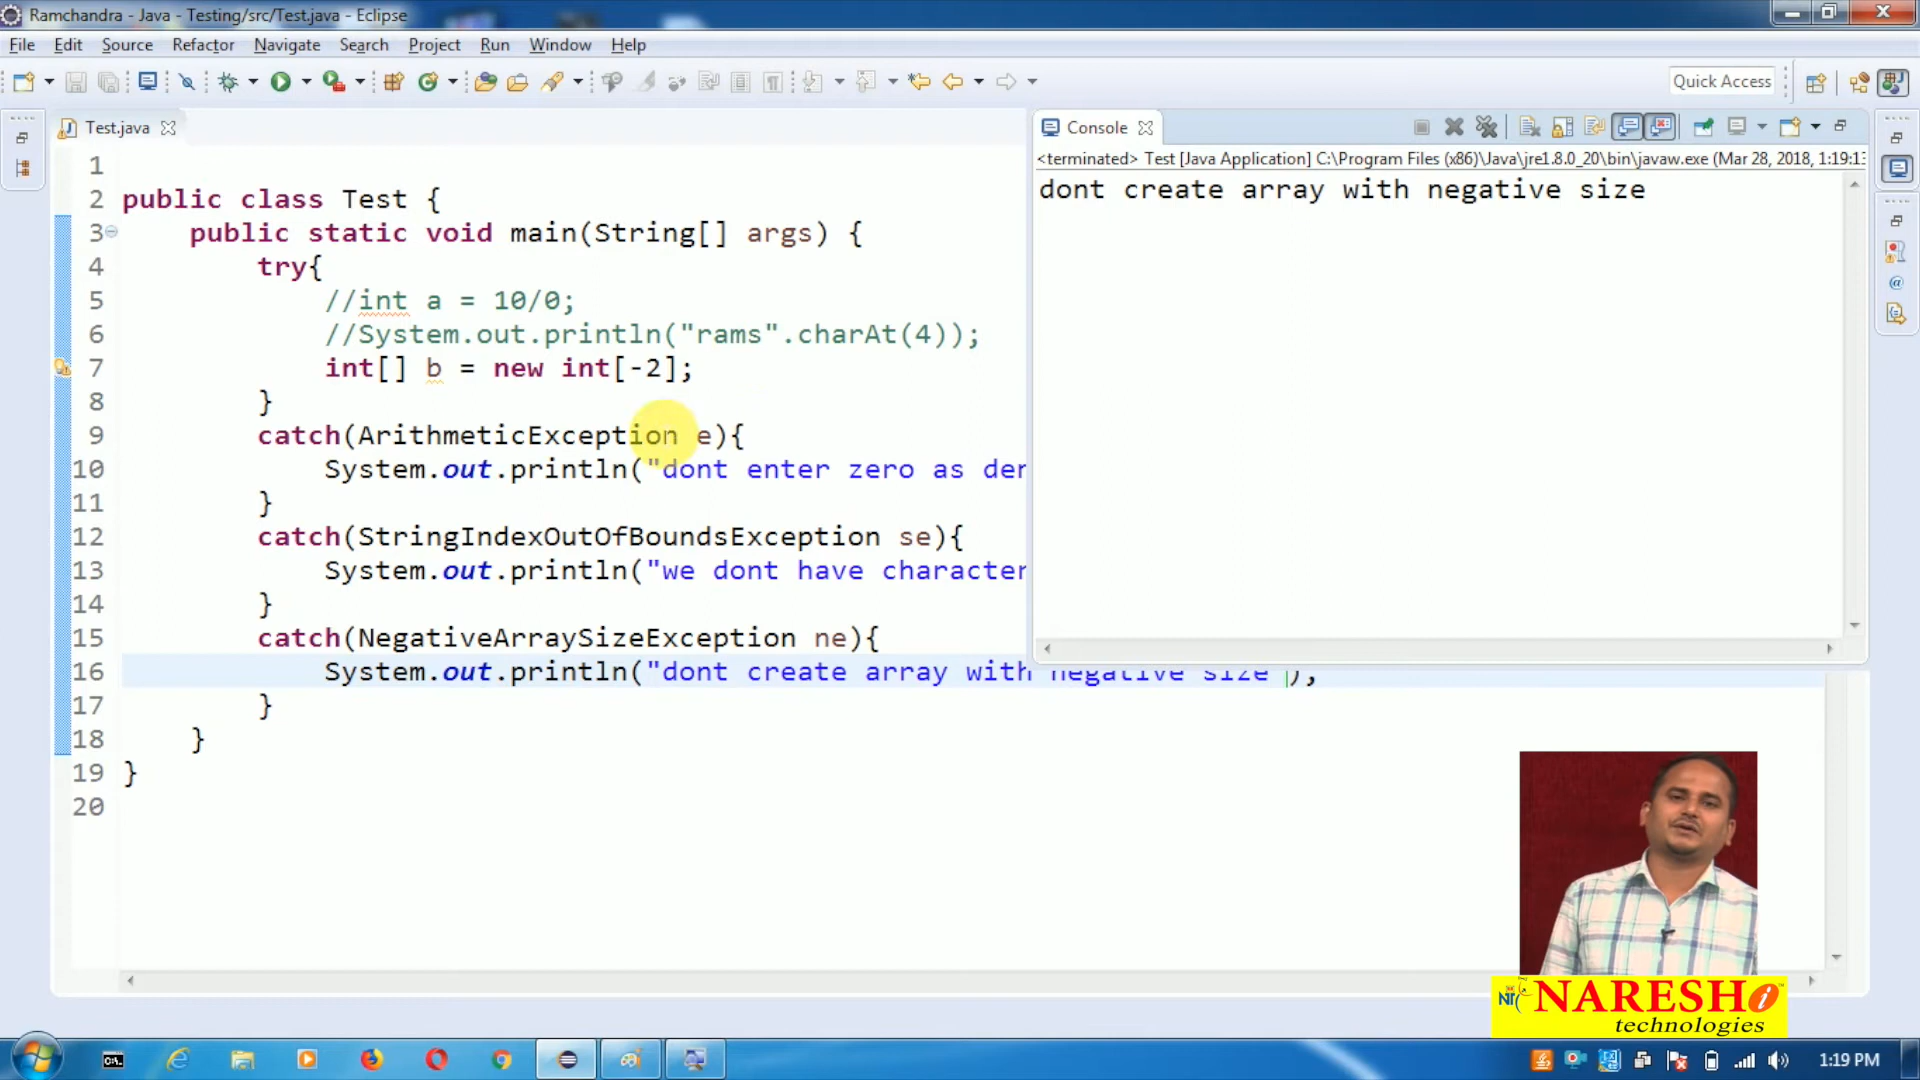 Ramchandra - Java - Testing/src/Test.java - Eclipse
File Edit Source Refactor Navigate Search Project Run Window Help
Quick Access
Test.java
1
2 public class Test {
3 public static void main(String[] args) {
4 try{
5 //int a = 10/0;
6 //System.out.println("rams".charAt(4));
7 int[] b = new int[-2];
8 }
9 catch(ArithmeticException e){
10 System.out.println("dont enter zero as
11 }
12 catch(StringIndexOutOfBoundsException se){
13 System.out.println("we dont have character
14 }
15 catch(NegativeArraySizeException ne){
16 System.out.println("dont create array with negative size");
17 }
18 }
19 }
20
Console
<terminated> Test [Java Application] C:\Program Files (x86)\Java\jre1.8.0_20\bin\javaw.exe (Mar 28, 2018, 1:19:1
dont create array with negative size
NARESH i
technologies
1:19 PM